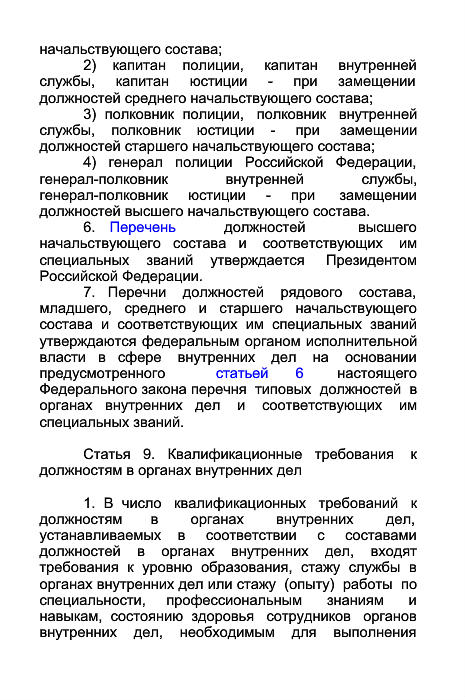 начальствующего состава;
2) капитан полиции, капитан внутренней
службы, капитан юстиции - при замещении
должностей среднего начальствующего состава;
3) полковник полиции, полковник внутренней
службы, полковник юстиции - при замещении
должностей старшего начальствующего состава;
4) генерал полиции Российской Федерации,
генерал-полковник внутренней службы,
генерал-полковник юстиции - при замещении
должностей высшего начальствующего состава.
6. Перечень должностей высшего
начальствующего состава и соответствующих им
специальных званий утверждается Президентом
Российской Федерации.
7. Перечни должностей рядового состава,
младшего, среднего и старшего начальствующего
состава и соответствующих им специальных званий
утверждаются федеральным органом исполнительной
власти в сфере внутренних дел на основании
предусмотренного статьей 6 настоящего
Федерального закона перечня типовых должностей в
органах внутренних дел и соответствующих им
специальных званий.
Статья 9. Квалификационные требования к
должностям в органах внутренних дел
1. В число квалификационных требований к
должностям в органах внутренних дел,
устанавливаемых в соответствии с составами
должностей в органах внутренних дел, входят
требования к уровню образования, стажу службы в
органах внутренних дел или стажу (опыту) работы по
специальности, профессиональным знаниям и
навыкам, состоянию здоровья сотрудников органов
внутренних дел, необходимым для выполнения